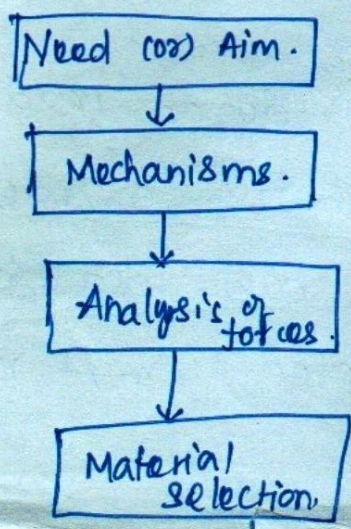 Need (or) Aim.
Mechanisms.
Analysis of
forces.
Material
selection.